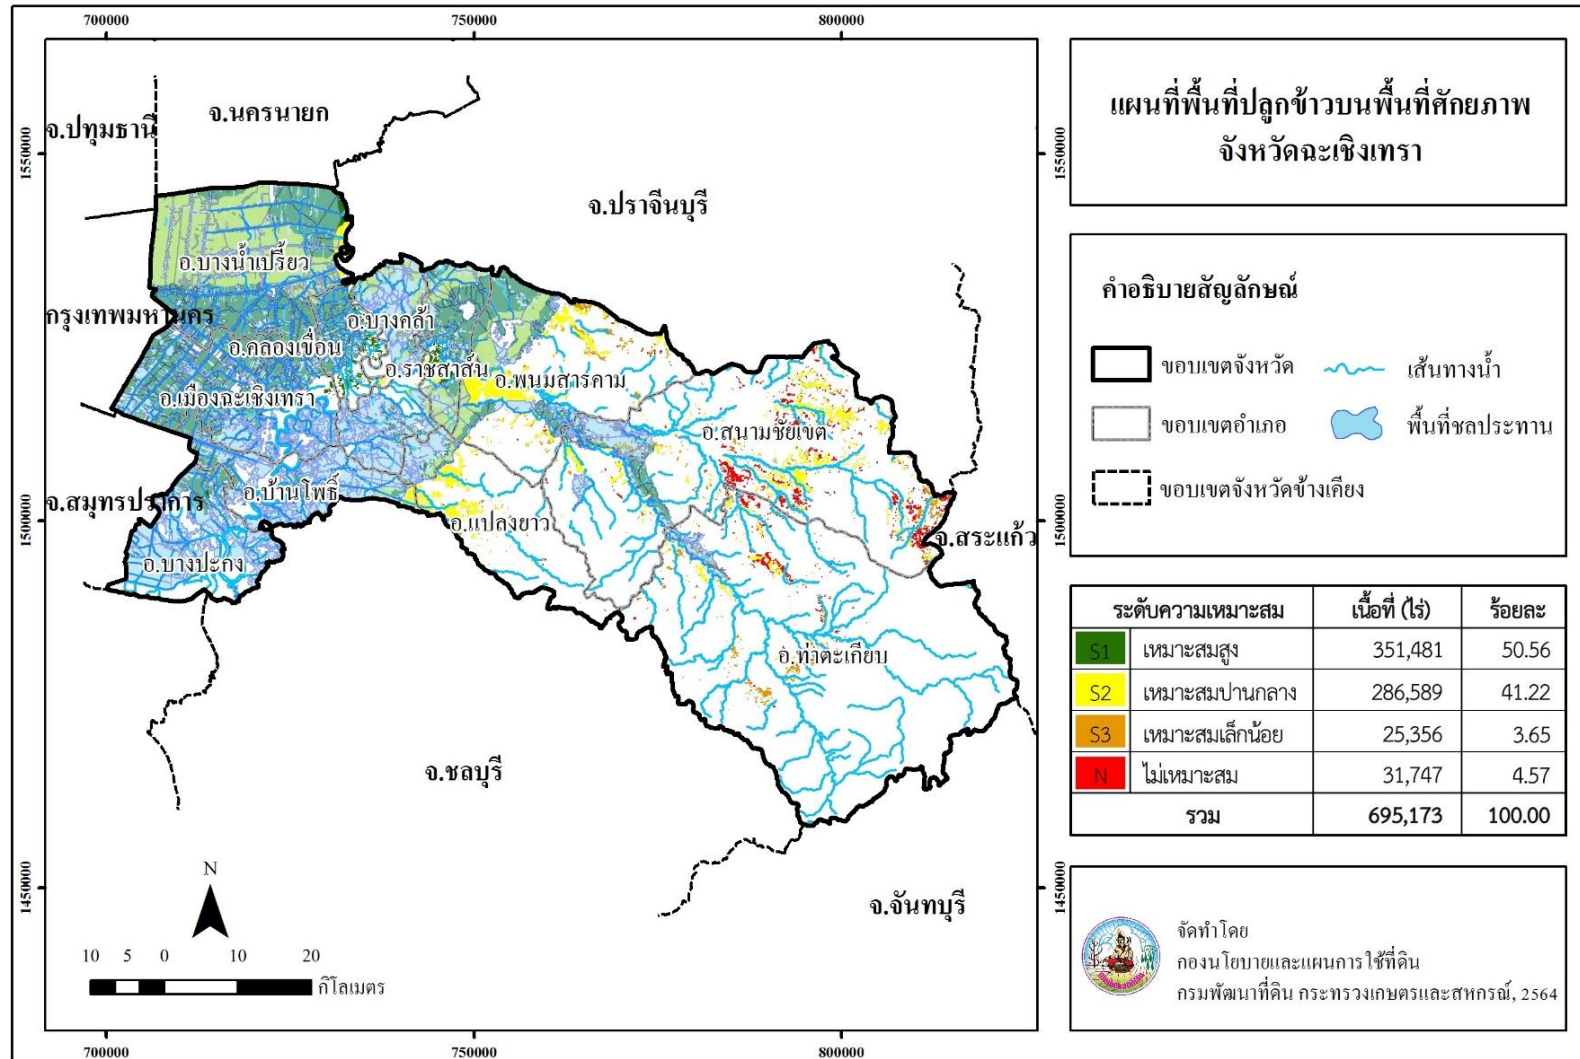 700000
750000
800000
1550000
1500000
1450000
จ.นครนายก
จ.ปทุมธานี
จ.ปราจีนบุรี
อ.บางน้ำเปรี้ยว
กรุงเทพมหานคร
อ.บางคล้า
อ.คลองเขื่อน
อ.ราชสาส์น
อ.พนมสารคาม
อ.เมืองฉะเชิงเทรา
อ.สนามชัยเขต
จ.สมุทรปราการ
อ.บ้านโพธิ์
อ.แปลงยาว
จ.สระแก้ว
อ.บางปะกง
อ.ท่าตะเกียบ
จ.ชลบุรี
จ.จันทบุรี
N
10 5 0 10 20
กิโลเมตร
1550000
1500000
1450000
700000
750000
800000
แผนที่พื้นที่ปลูกข้าวบนพื้นที่ศักยภาพ
จังหวัดฉะเชิงเทรา
คำอธิบายสัญลักษณ์
ขอบเขตจังหวัด
เส้นทางน้ำ
ขอบเขตอำเภอ
พื้นที่ชลประทาน
ขอบเขตจังหวัดข้างเคียง
ระดับความเหมาะสม เนื้อที่ (ไร่) ร้อยละ
S1 เหมาะสมสูง 351,481 50.56
S2 เหมาะสมปานกลาง 286,589 41.22
S3 เหมาะสมเล็กน้อย 25,356 3.65
N ไม่เหมาะสม 31,747 4.57
รวม 695,173 100.00
จัดทำโดย
กองนโยบายและแผนการใช้ที่ดิน
กรมพัฒนาที่ดิน กระทรวงเกษตรและสหกรณ์, 2564